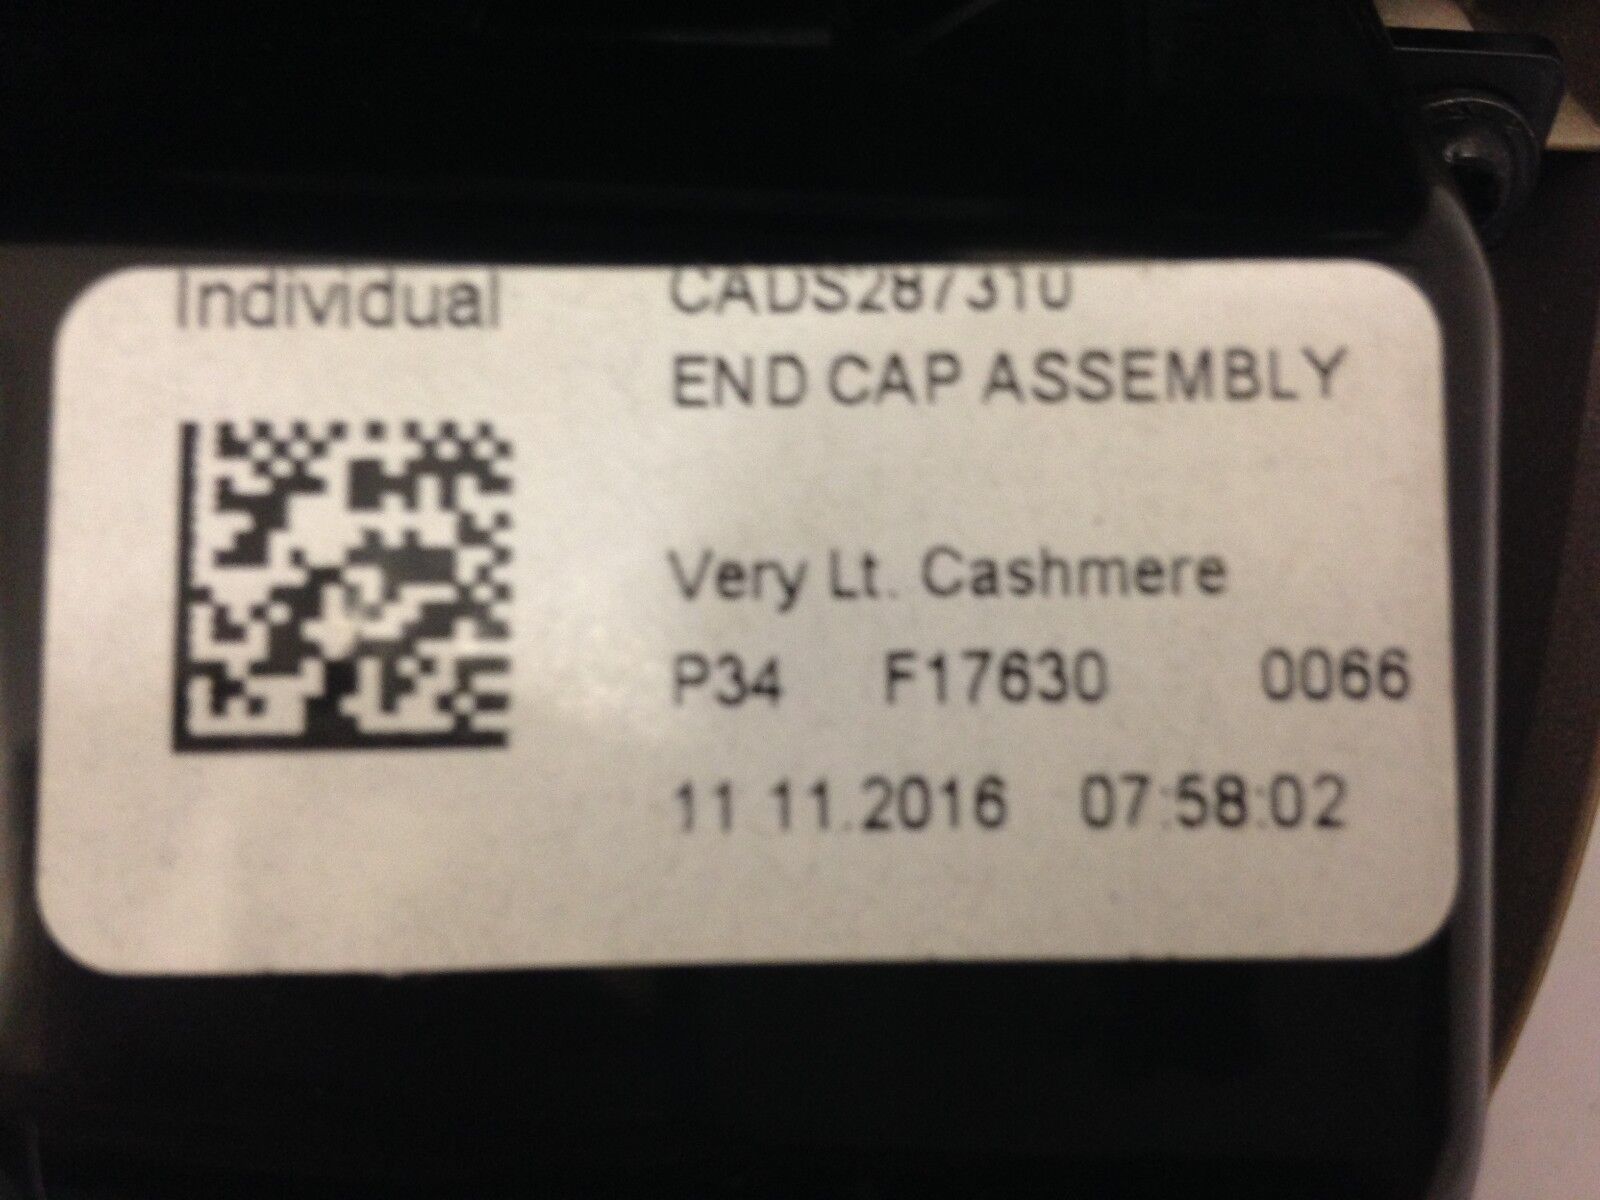 Individual
CADS287310
END CAP ASSEMBLY
Very Lt. Cashmere
P34 F17630 0066
11 11.2016 07:58:02